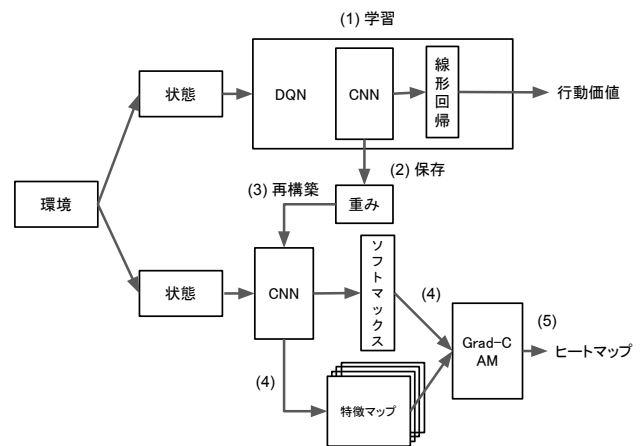 (1) 学習
状態
DQN
CNN
線形回帰
行動価値
(2) 保存
(3) 再構築
重み
環境
状態
CNN
ソフトマックス
(4)
(4)
特徴マップ
Grad-C
AM
(5)
ヒートマップ